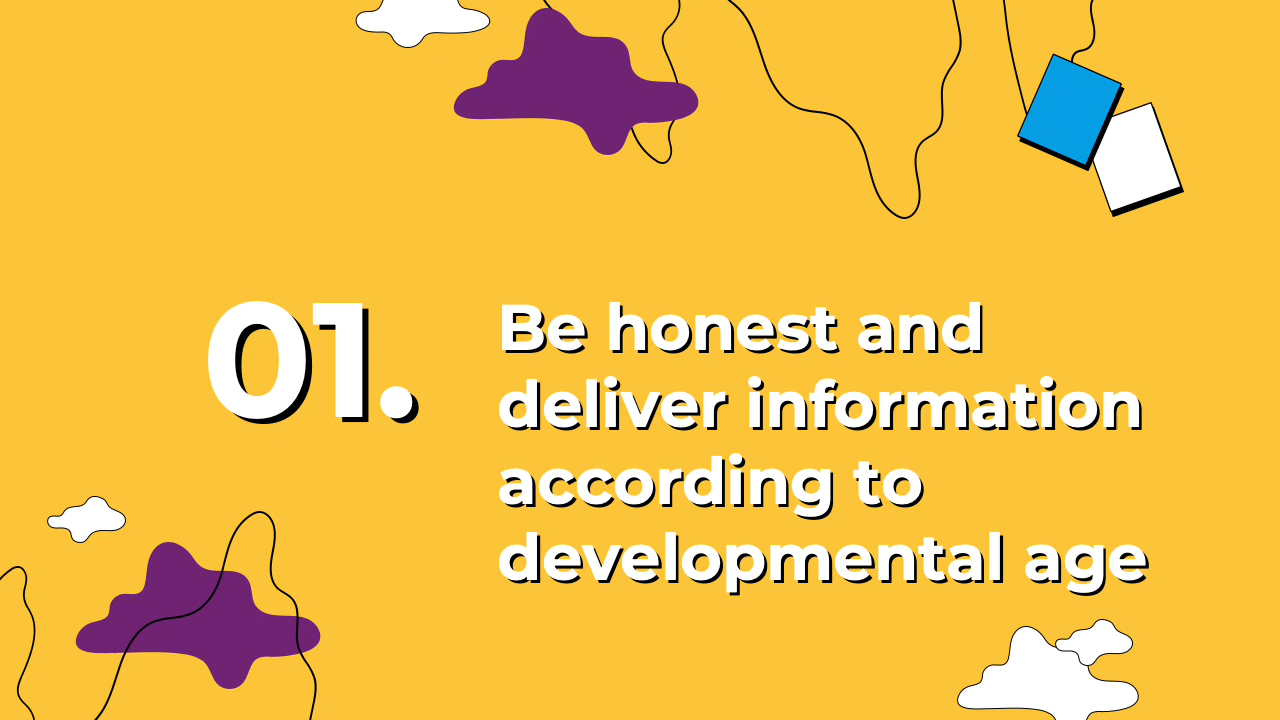 01.
Be honest and
deliver information
according to
developmental age